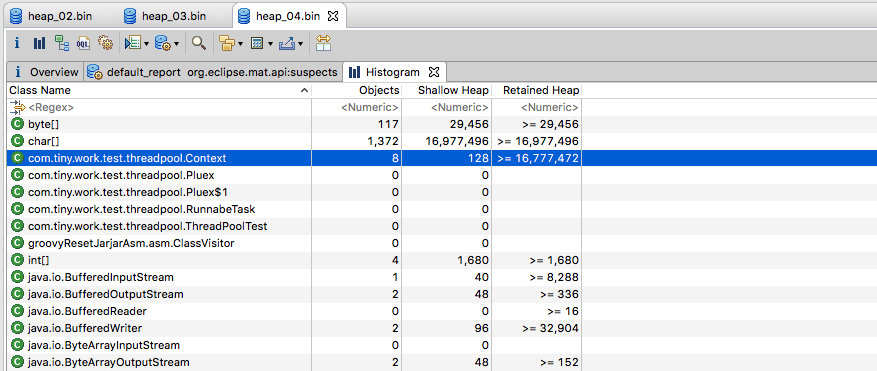 heap_02.bin heap_03.bin heap_04.bin
i OQL
i Overview default_report org.eclipse.mat.api:suspects Histogram
Class Name Objects Shallow Heap Retained Heap
<Regex> <Numeric> <Numeric> <Numeric>
C byte[] 117 29,456 >= 29,456
C char[] 1,372 16,977,496 >= 16,977,496
C com.tiny.work.test.threadpool.Context 8 128 >= 16,777,472
C com.tiny.work.test.threadpool.Pluex 0 0
C com.tiny.work.test.threadpool.Pluex$1 0 0
C com.tiny.work.test.threadpool.RunnabeTask 0 0
C com.tiny.work.test.threadpool.ThreadPoolTest 0 0
C groovyResetJarjarAsm.asm.ClassVisitor 0 0
C int[] 4 1,680 >= 1,680
C java.io.BufferedInputStream 1 40 >= 8,288
C java.io.BufferedOutputStream 2 48 >= 336
C java.io.BufferedReader 0 0 >= 16
C java.io.BufferedWriter 2 96 >= 32,904
C java.io.ByteArrayInputStream 0 0
C java.io.ByteArrayOutputStream 2 48 >= 152